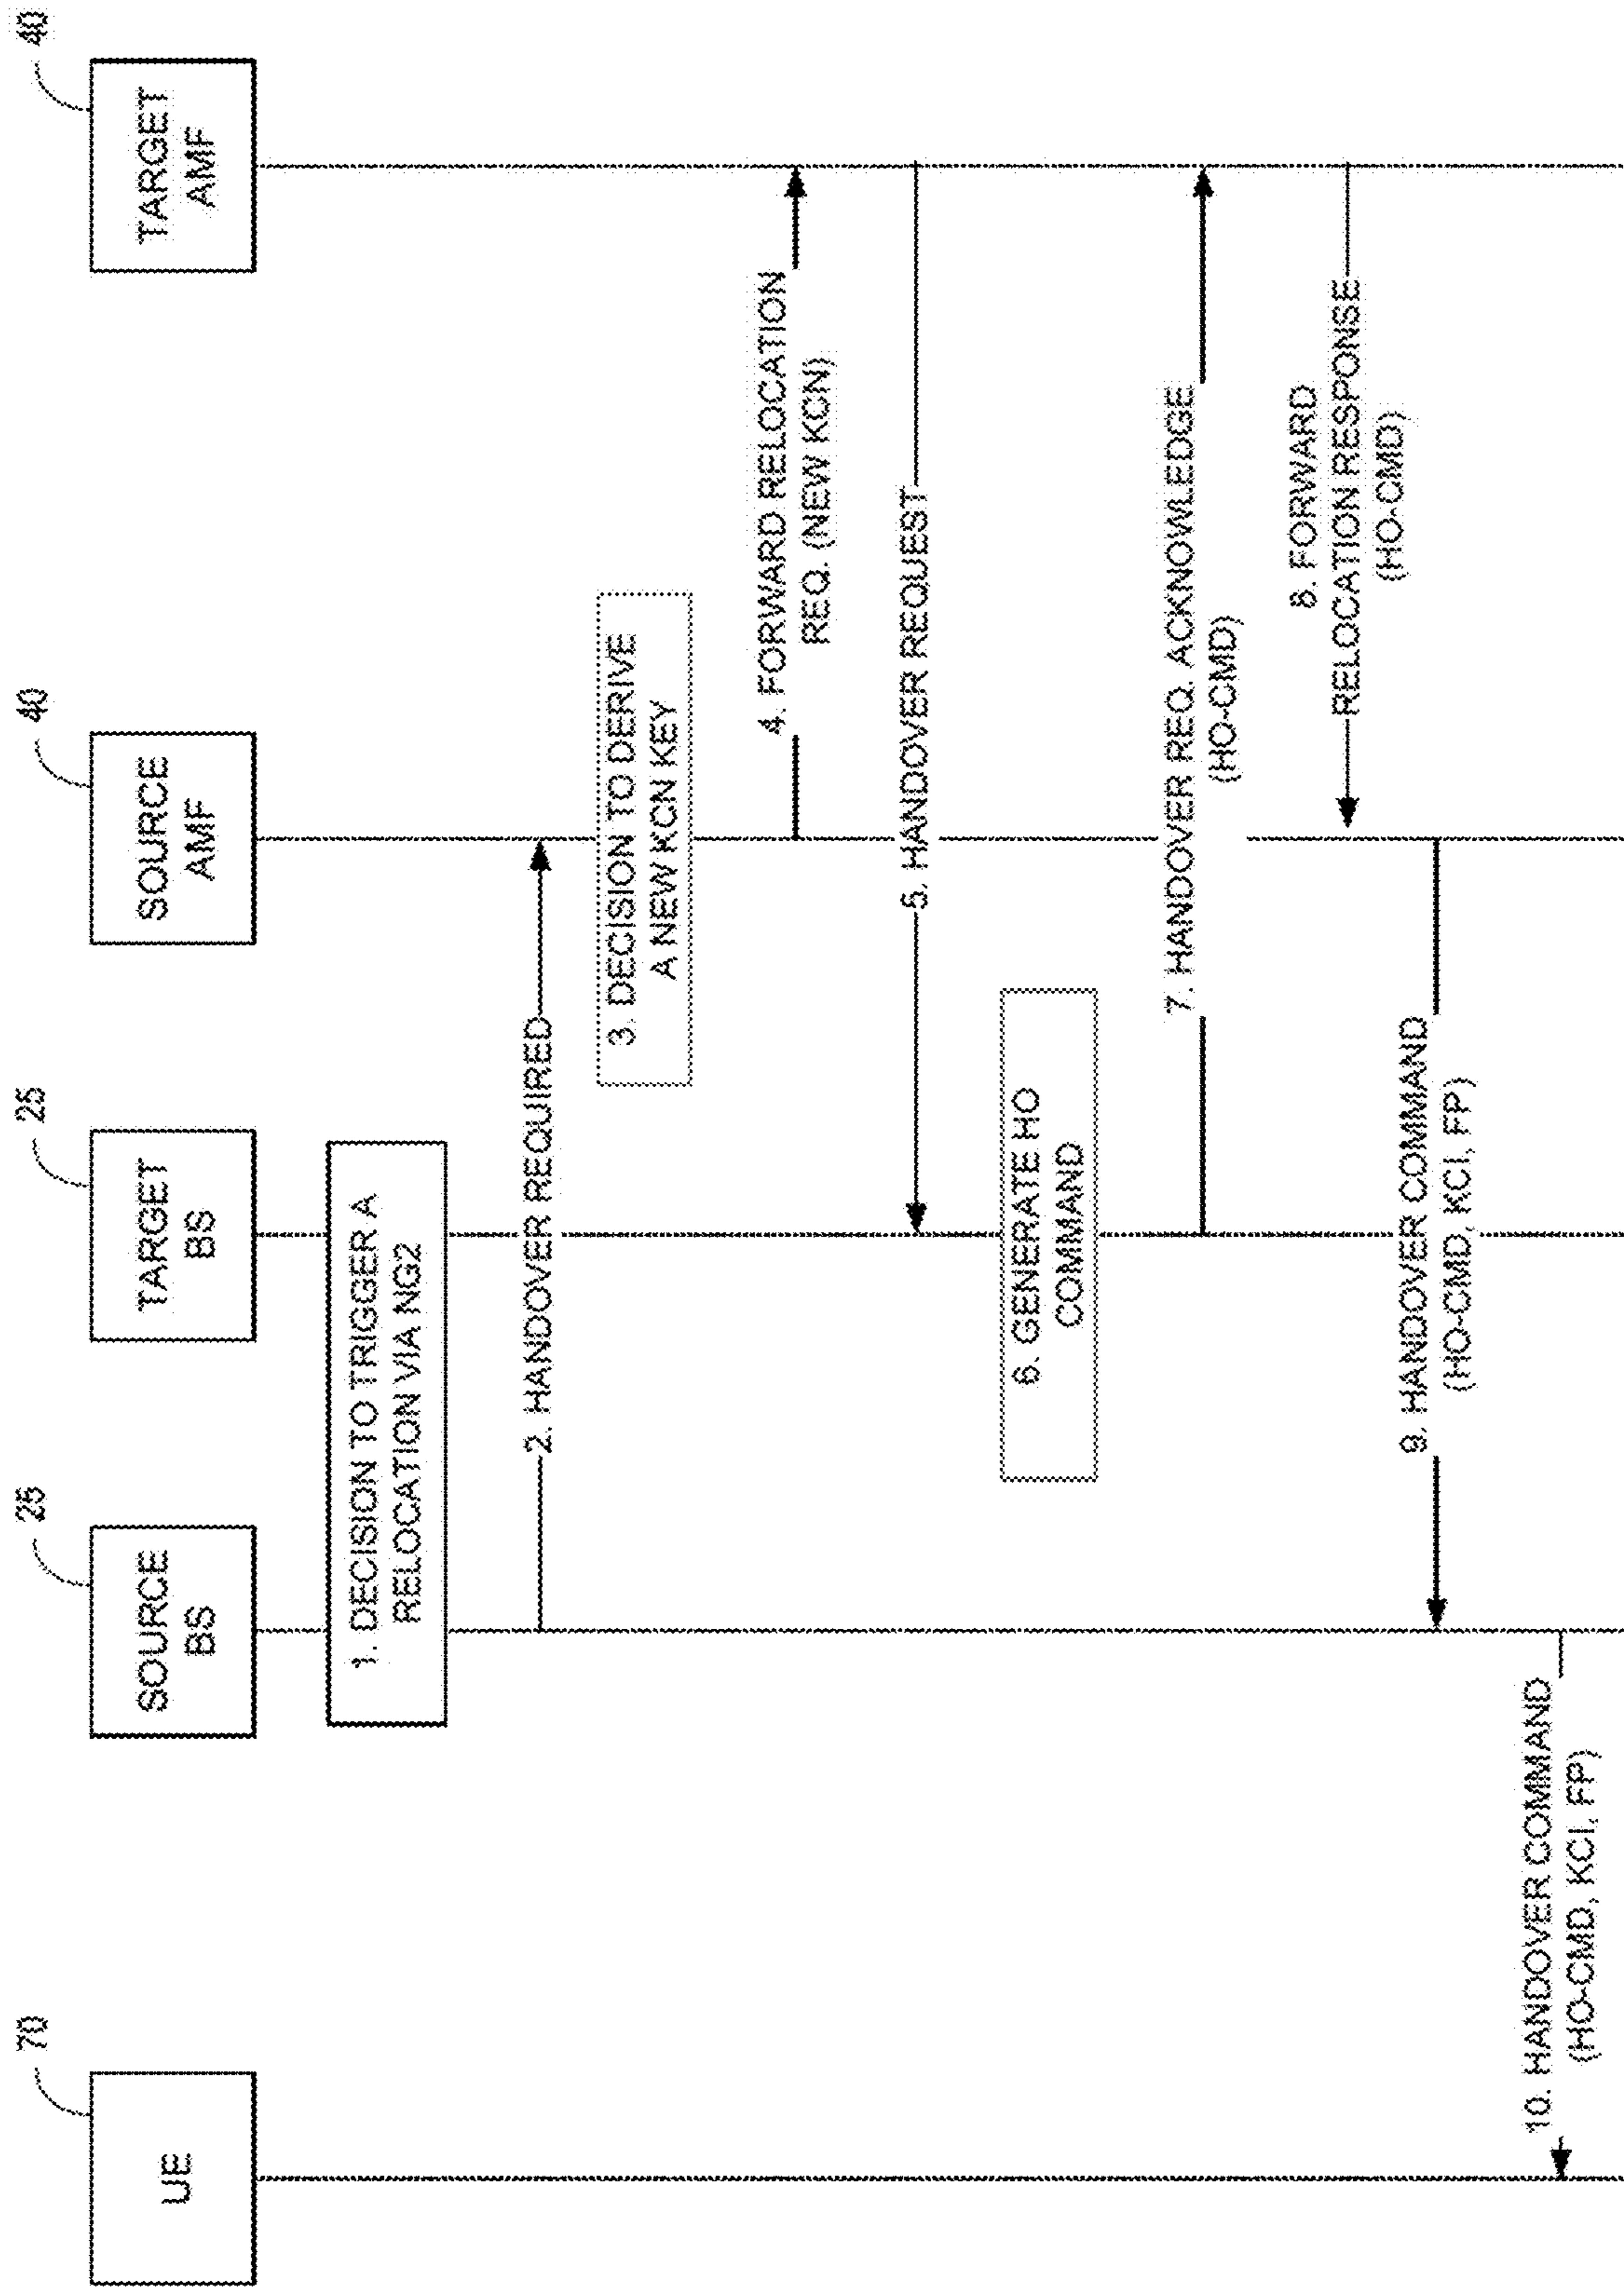 70
UE
25
SOURCE
BS
25
TARGET
BS
40
SOURCE
AMF
40
TARGET
AMF
1. DECISION TO TRIGGER A
RELOCATION VIA NG2
2. HANDOVER REQUIRED
3. DECISION TO DERIVE
A NEW KCN KEY
4. FORWARD RELOCATION
REQ. (NEW KCN)
5. HANDOVER REQUEST
6. GENERATE HO
COMMAND
7. HANDOVER REQ. ACKNOWLEDGE
(HO-CMD)
8. FORWARD
RELOCATION RESPONSE
(HO-CMD)
9. HANDOVER COMMAND
(HO-CMD, KCI, FP)
10. HANDOVER COMMAND
(HO-CMD, KCI, FP)